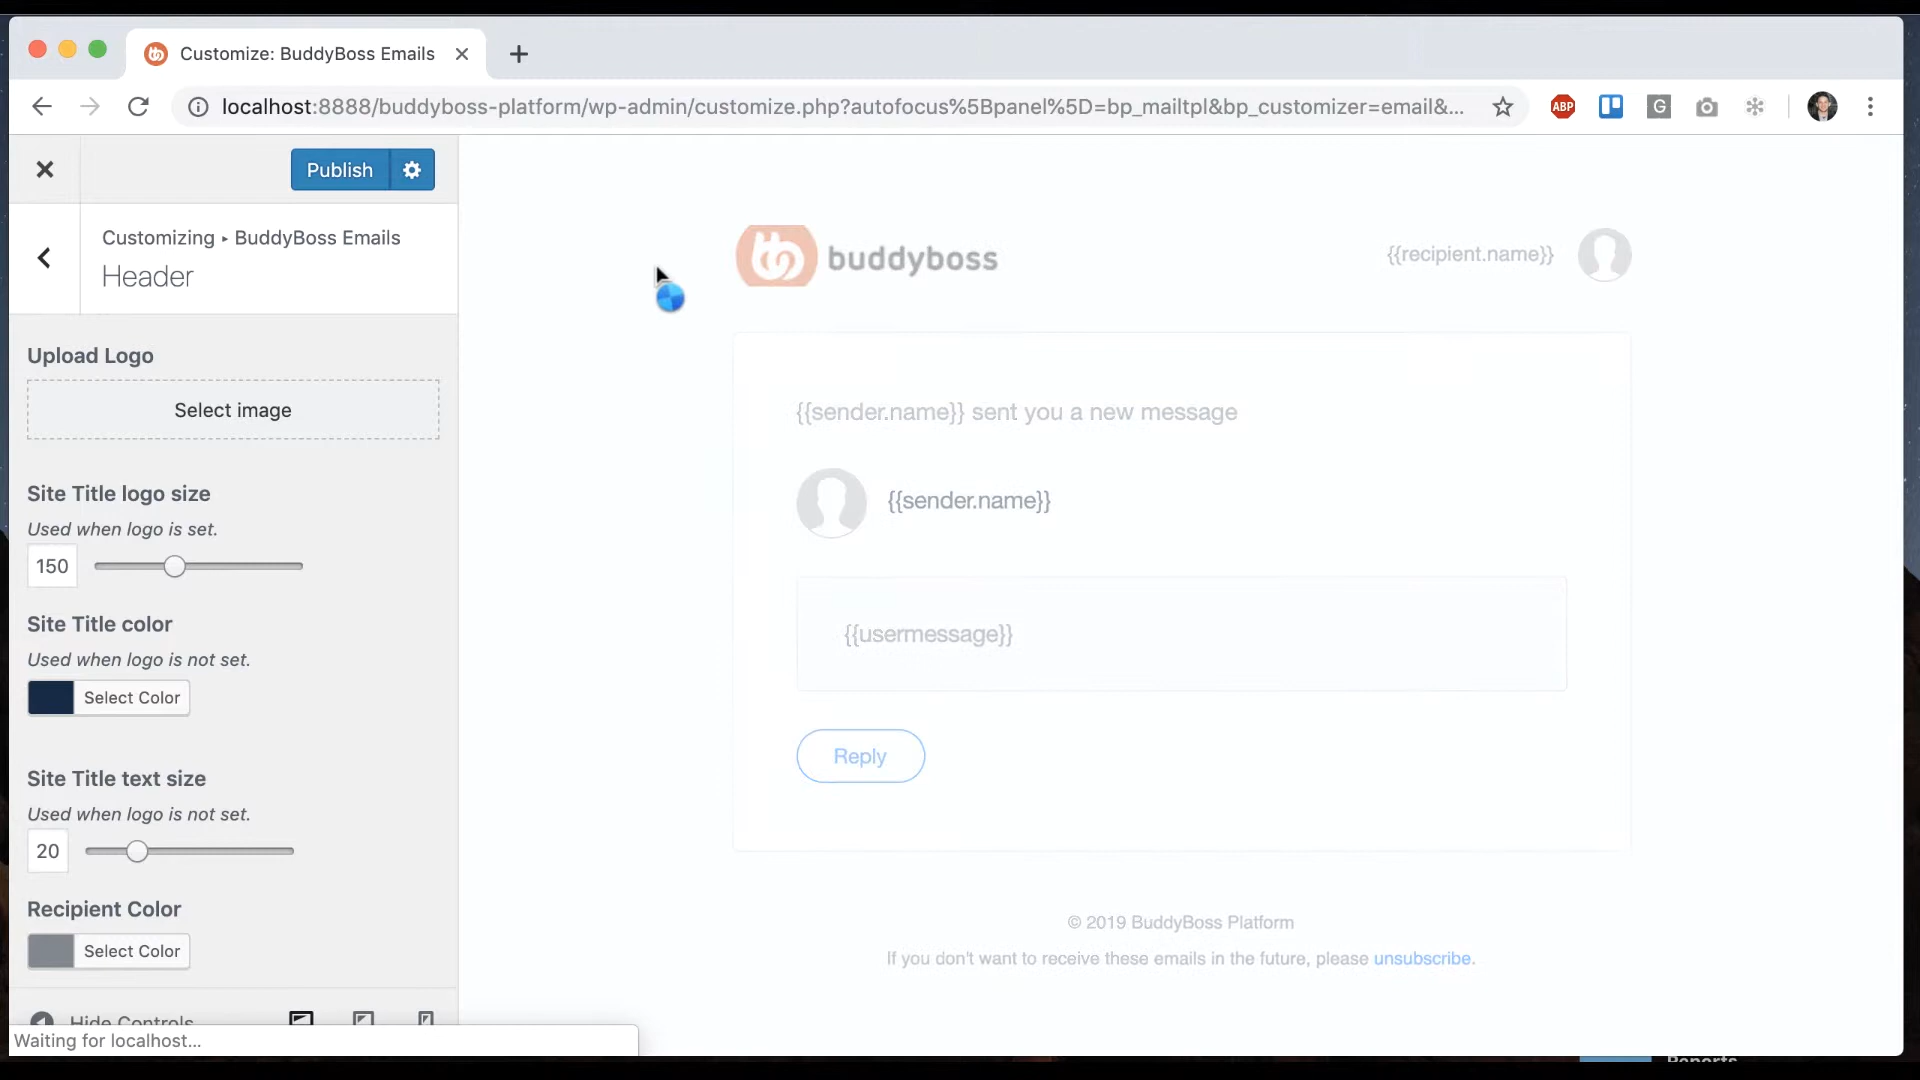 Customize: BuddyBoss Emails
localhost:8888/buddyboss-platform/wp-admin/customize.php?autofocus%5Bpanel%5D=bp_mailtpl&bp_customizer=email&...
ABP
G
Publish
Customizing ▸ BuddyBoss Emails
Header
Upload Logo
Select image
Site Title logo size
Used when logo is set.
150
Site Title color
Used when logo is not set.
Select Color
Site Title text size
Used when logo is not set.
20
Recipient Color
Select Color
Hide Controls
Waiting for localhost...
buddyboss
{{recipient.name}}
{{sender.name}} sent you a new message
{{sender.name}}
{{usermessage}}
Reply
© 2019 BuddyBoss Platform
If you don't want to receive these emails in the future, please unsubscribe.
Reports